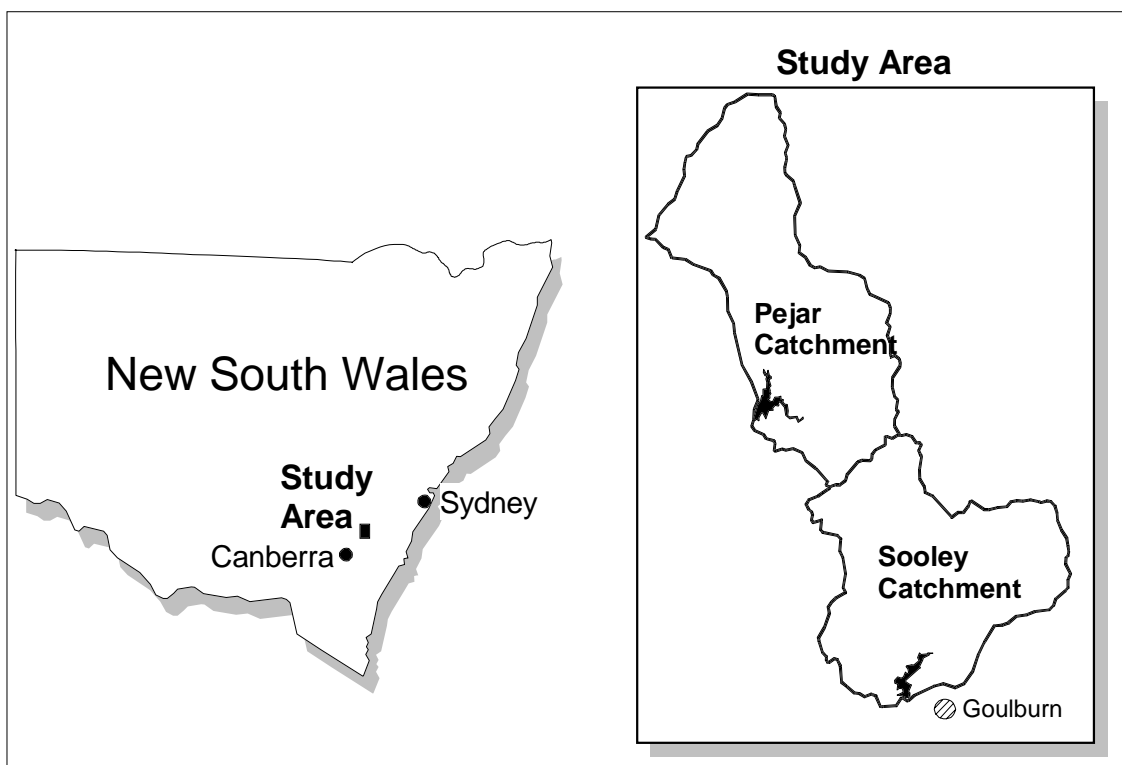 Study Area
Pejar
Catchment
New South Wales
Study
Area
Sydney
Canberra
Sooley
Catchment
Goulburn